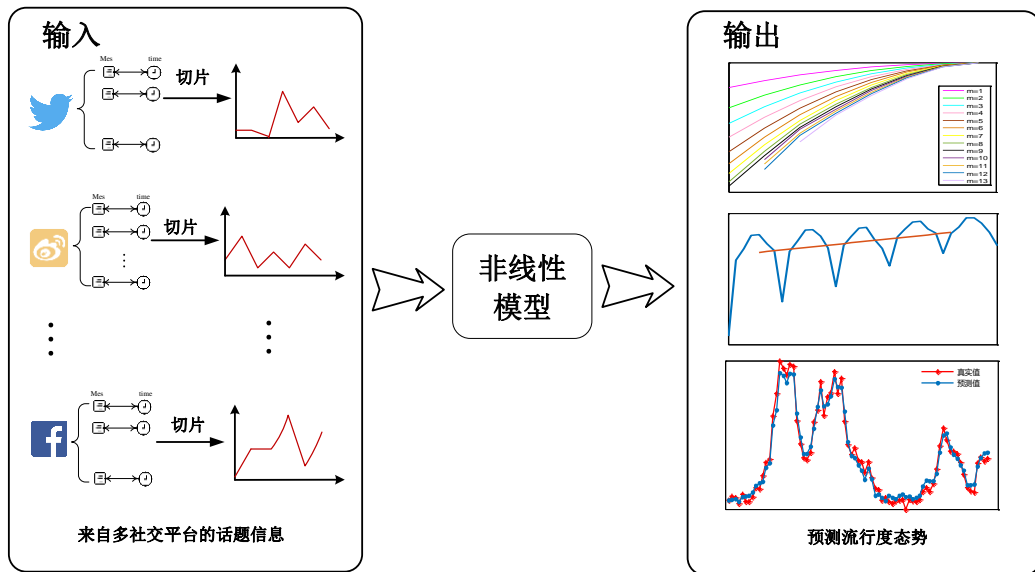 输入
Mes time
切片
Mes time
切片
Mes time
切片
来自多社交平台的话题信息
非线性
模型
输出
m=1
m=2
m=3
m=4
m=5
m=6
m=7
m=8
m=9
m=10
m=11
m=12
m=13
真实值
预测值
预测流行度态势